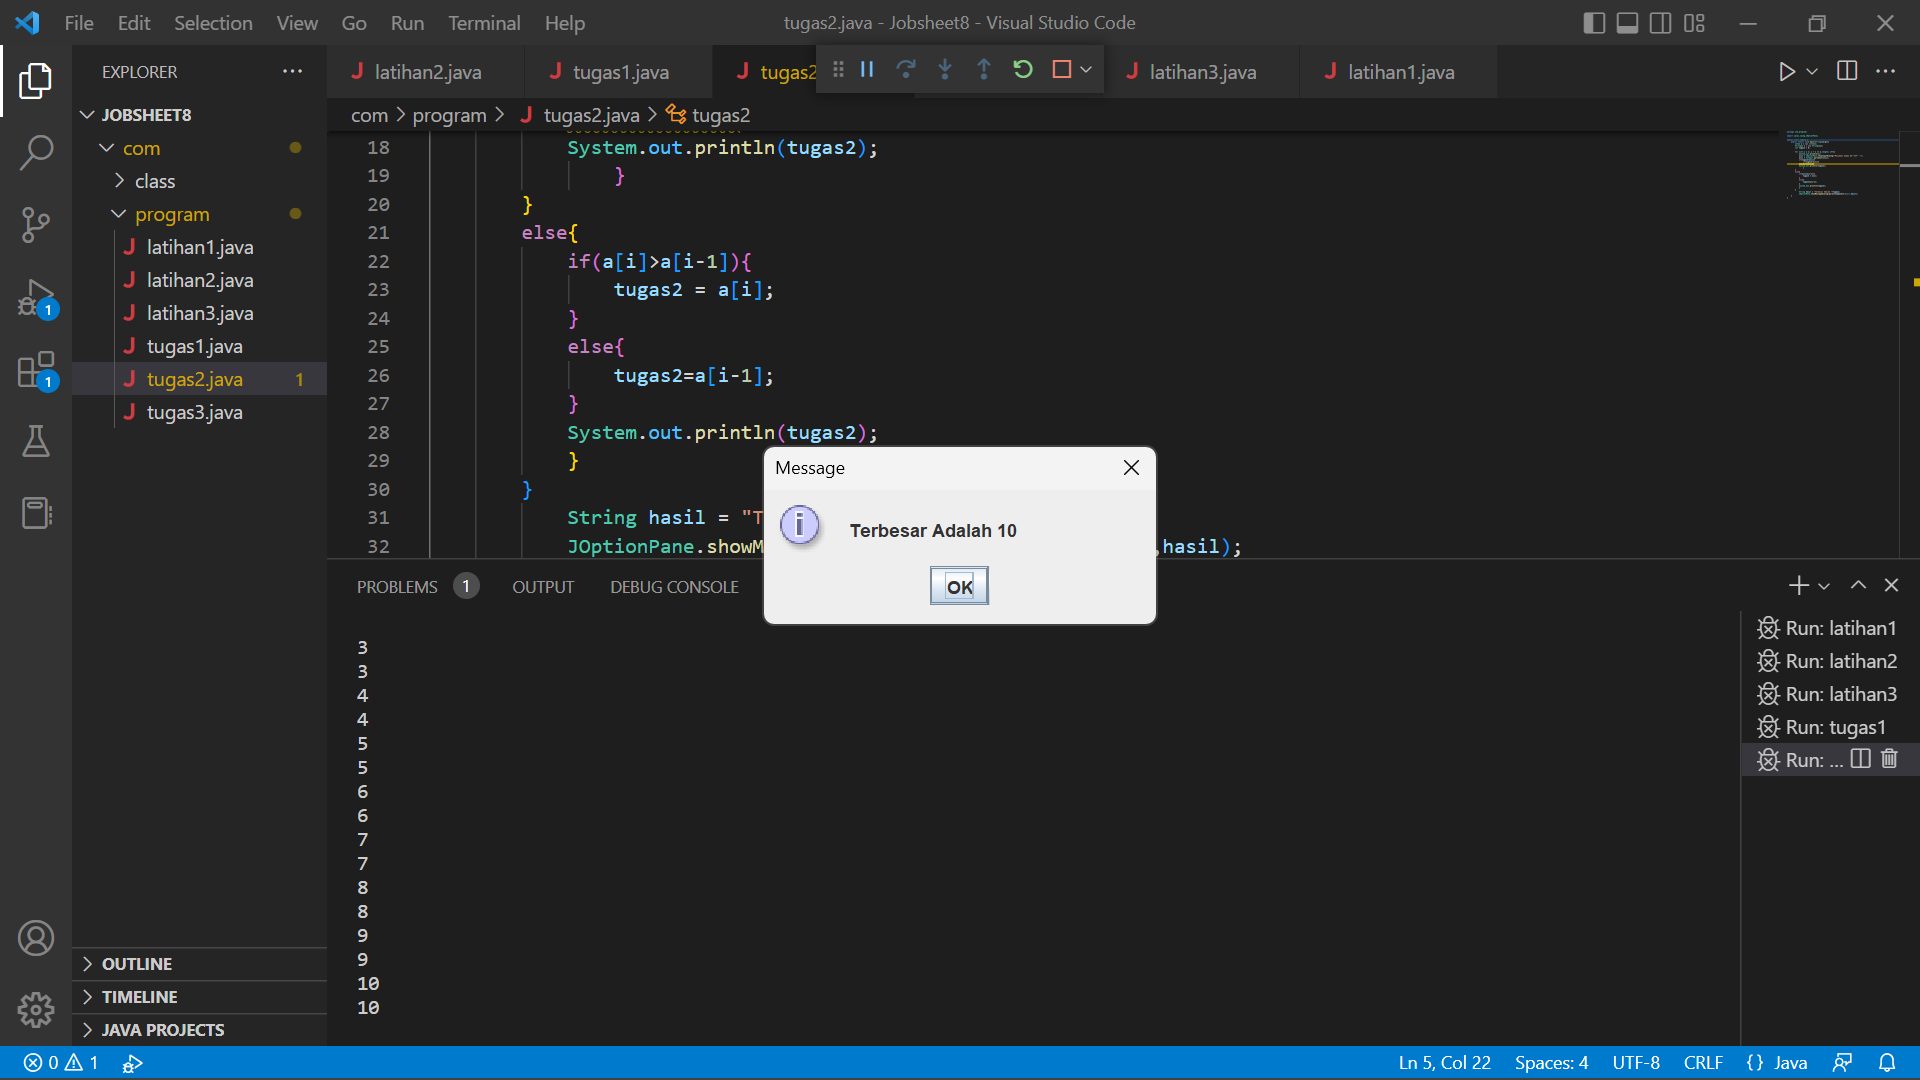 File Edit Selection View Go Run Terminal Help
tugas2.java - Jobsheet8 - Visual Studio Code
EXPLORER
JOBSHEET8
com
class
program
latihan1.java
latihan2.java
latihan3.java
tugas1.java
tugas2.java 1
tugas3.java
OUTLINE
TIMELINE
JAVA PROJECTS
1
1
latihan2.java
tugas1.java
tugas2
latihan3.java
latihan1.java
com > program > tugas2.java > tugas2
18 System.out.println(tugas2);
19 }
20 }
21 else{
22 if(a[i]>a[i-1]){
23 tugas2 = a[i];
24 }
25 else{
26 tugas2=a[i-1];
27 }
28 System.out.println(tugas2);
29 }
30 }
31 String hasil = "T
32 JOptionPane.showM ,hasil);
Message
Terbesar Adalah 10
OK
PROBLEMS 1 OUTPUT DEBUG CONSOLE
3
3
4
4
5
5
6
6
7
7
8
8
9
9
10
10
Run: latihan1
Run: latihan2
Run: latihan3
Run: tugas1
Run: ...
0 1
Ln 5, Col 22 Spaces: 4 UTF-8 CRLF {} Java